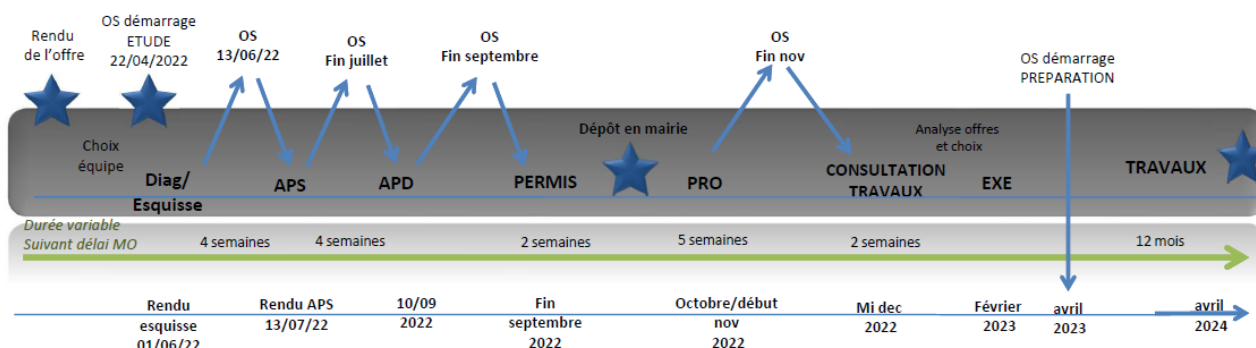 Rendu
de l'offre
OS démarrage
ETUDE
22/04/2022
OS
13/06/22
OS
Fin juillet
OS
Fin septembre
OS
Fin nov
OS démarrage
PREPARATION
Choix
équipe
Diag/
Esquisse
APS
APD
PERMIS
Dépôt en mairie
PRO
CONSULTATION
TRAVAUX
Analyse offres
et choix
EXE
TRAVAUX
Durée variable
Suivant délai MO
4 semaines
4 semaines
2 semaines
5 semaines
2 semaines
12 mois
Rendu
esquisse
01/06/22
Rendu APS
13/07/22
10/09
2022
Fin
septembre
2022
Octobre/début
nov
2022
Mi dec
2022
Février
2023
avril
2023
avril
2024